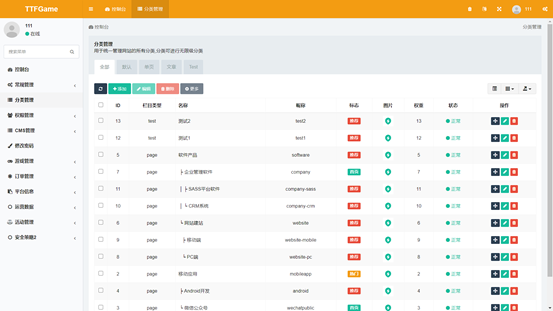 TTFGame
控制台
分类管理
111
111
在线
搜索菜单
控制台
常规管理
分类管理
权限管理
CMS管理
修改密码
游戏管理
订单管理
平台信息
运营数据
活动管理
安全策略2
控制台
分类管理
分类管理
用于统一管理网站的所有分类,分类可进行无限级分类
全部 默认 单页 文章 Test
添加 编辑 删除 更多
ID 栏目类型 名称 昵称 标志 图片 权重 状态 操作
13 test 测试2 test2 推荐 13 正常
12 test 测试1 test1 推荐 12 正常
5 page 软件产品 software 推荐 5 正常
7 page ├ 企业管理软件 company 首页 7 正常
11 page │ ├ SASS平台软件 company-sass 推荐 11 正常
10 page │ └ CRM系统 company-crm 推荐 10 正常
6 page └ 网站建站 website 推荐 6 正常
9 page ├ 移动端 website-mobile 推荐 9 正常
8 page └ PC端 website-pc 推荐 8 正常
2 page 移动应用 mobileapp 热门 2 正常
4 page ├ Android开发 android 推荐 4 正常
3 page └ 微信公众号 wechatpublic 首页 3 正常